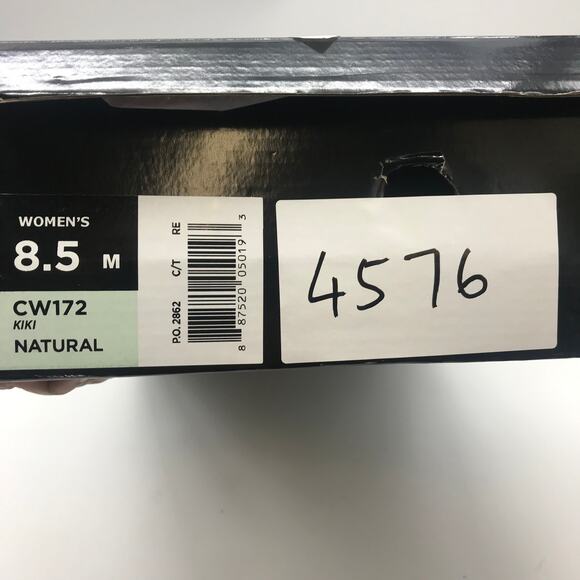 WOMEN'S
8.5 M
CW172
KIKI
NATURAL
P.O. 2862 C/T RE
8 87520 05019 3
4576